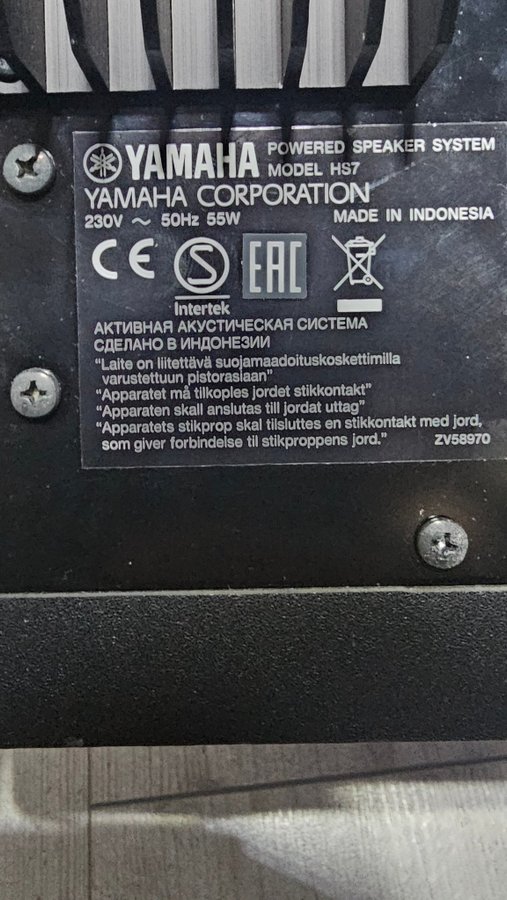 YAMAHA POWERED SPEAKER SYSTEM
MODEL HS7
YAMAHA CORPORATION
230V ~ 50Hz 55W MADE IN INDONESIA
CE S EAC
Intertek
АКТИВНАЯ АКУСТИЧЕСКАЯ СИСТЕМА
СДЕЛАНО В ИНДОНЕЗИИ
“Laite on liitettävä suojamaadoituskoskettimilla
varustettuun pistorasiaan”
“Apparatet må tilkoples jordet stikkontakt”
“Apparaten skall anslutas till jordat uttag”
“Apparatets stikprop skal tilsluttes en stikkontakt med jord,
som giver forbindelse til stikproppens jord.” ZV58970